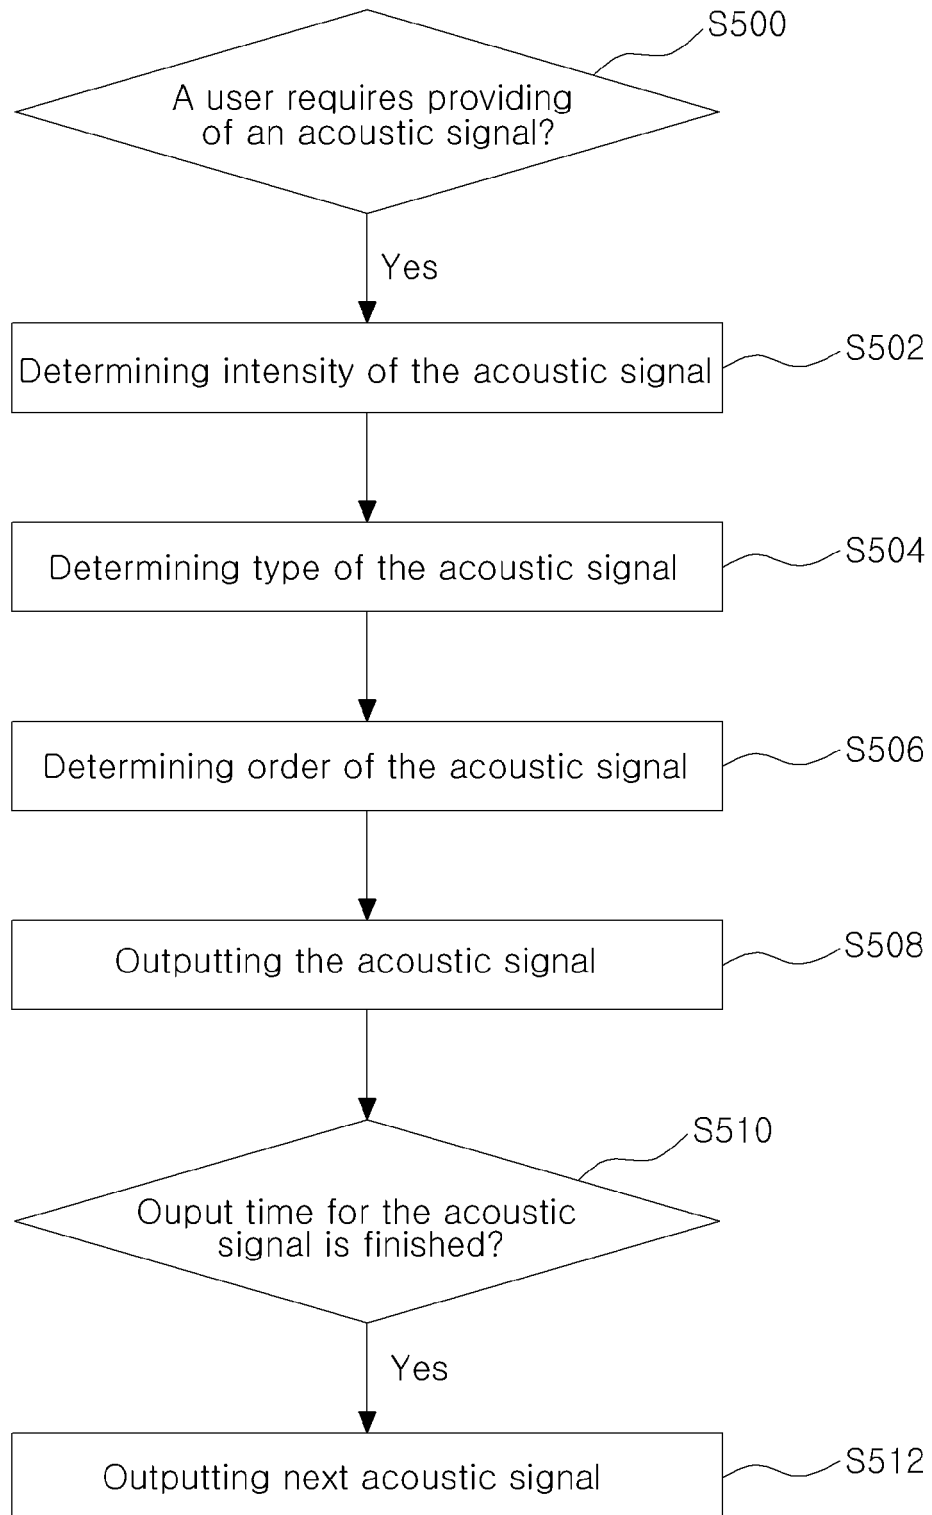 S500
A user requires providing
of an acoustic signal?
Yes
Determining intensity of the acoustic signal
S502
Determining type of the acoustic signal
S504
Determining order of the acoustic signal
S506
Outputting the acoustic signal
S508
S510
Ouput time for the acoustic
signal is finished?
Yes
Outputting next acoustic signal
S512